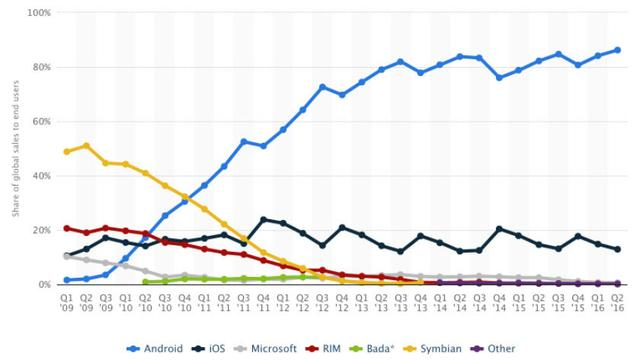 100%
80%
60%
40%
20%
0%
Share of global sales to end users
Q1 Q2 Q3 Q1 Q2 Q3 Q4 Q1 Q2 Q3 Q4 Q1 Q2 Q3 Q4 Q1 Q2 Q3 Q4 Q1 Q2 Q3 Q4 Q1 Q2 Q3 Q4 Q1 Q2
'09 '09 '09 '10 '10 '10 '10 '11 '11 '11 '11 '12 '12 '12 '12 '13 '13 '13 '13 '14 '14 '14 '14 '15 '15 '15 '15 '16 '16
Android iOS Microsoft RIM Bada* Symbian Other